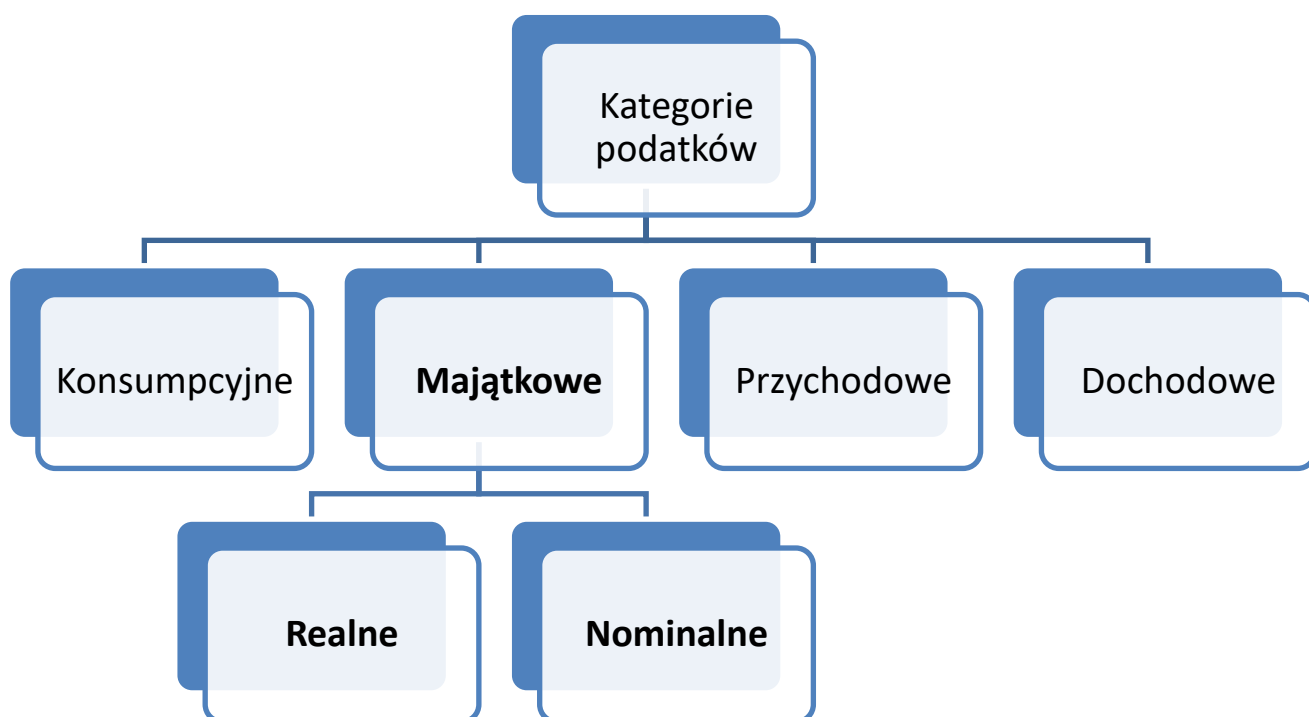 Kategorie
podatków
Konsumpcyjne
Majątkowe
Przychodowe
Dochodowe
Realne
Nominalne